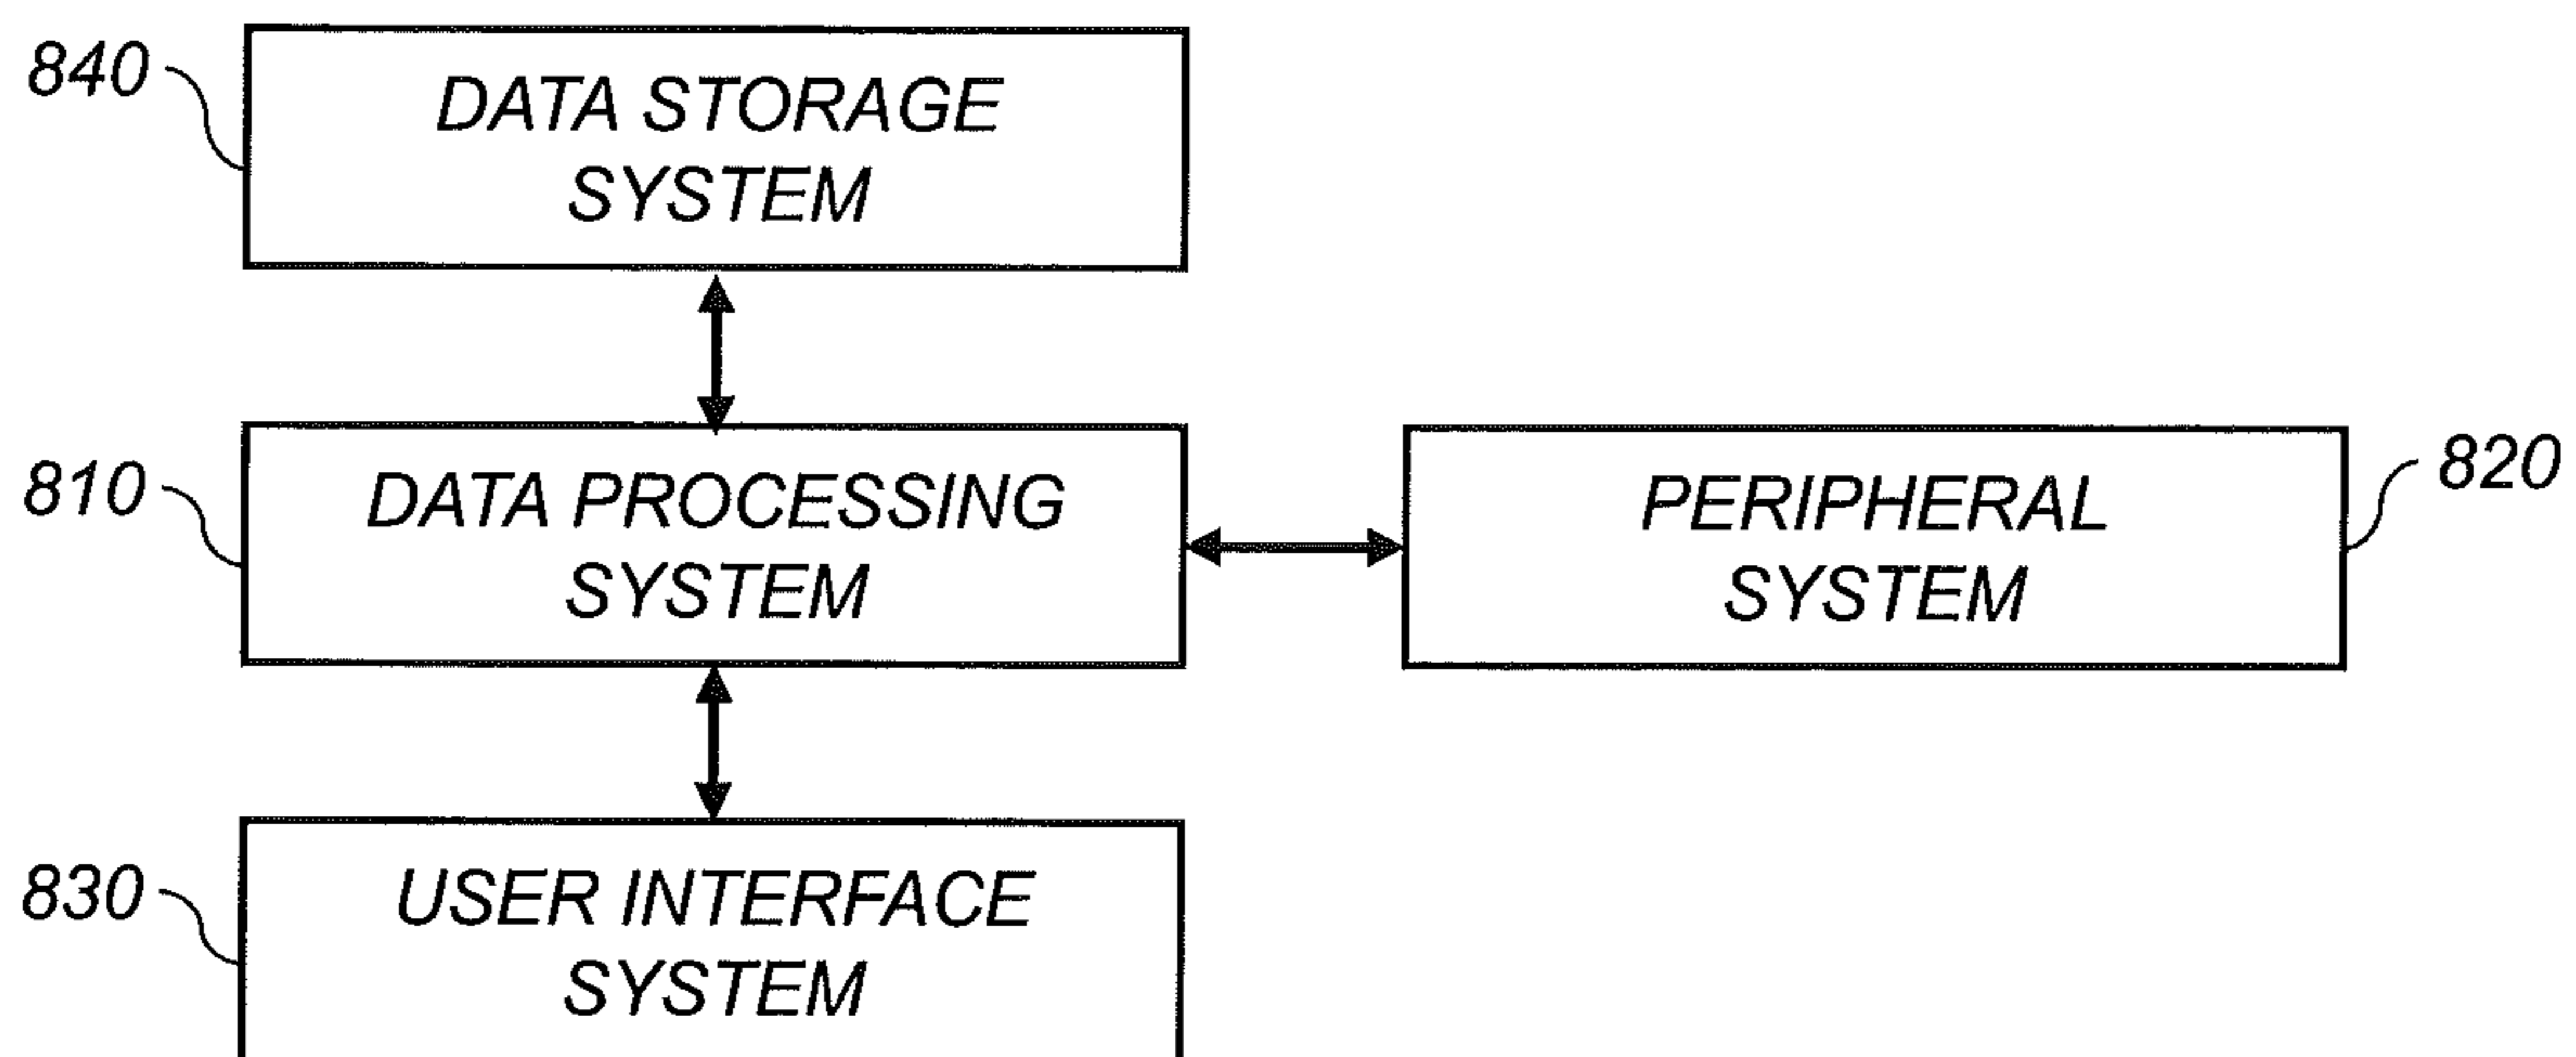 840
DATA STORAGE
SYSTEM
810
DATA PROCESSING
SYSTEM
PERIPHERAL
SYSTEM
820
830
USER INTERFACE
SYSTEM